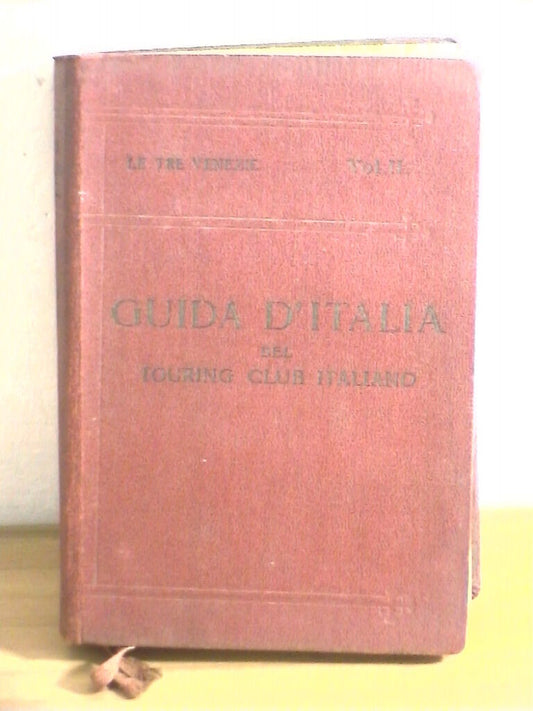 LE TRE VENEZIE Vol. II.
GUIDA D'ITALIA
DEL
TOURING CLUB ITALIANO